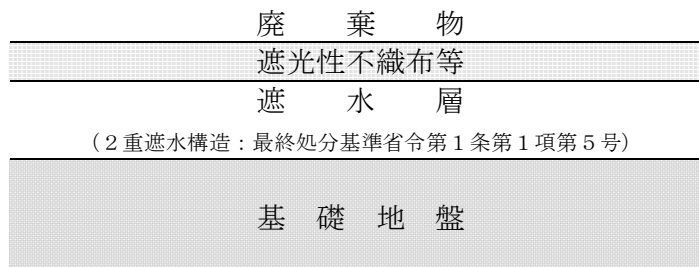 廃棄物
遮光性不織布等
遮水層
（２重遮水構造：最終処分基準省令第１条第１項第５号）
基礎地盤